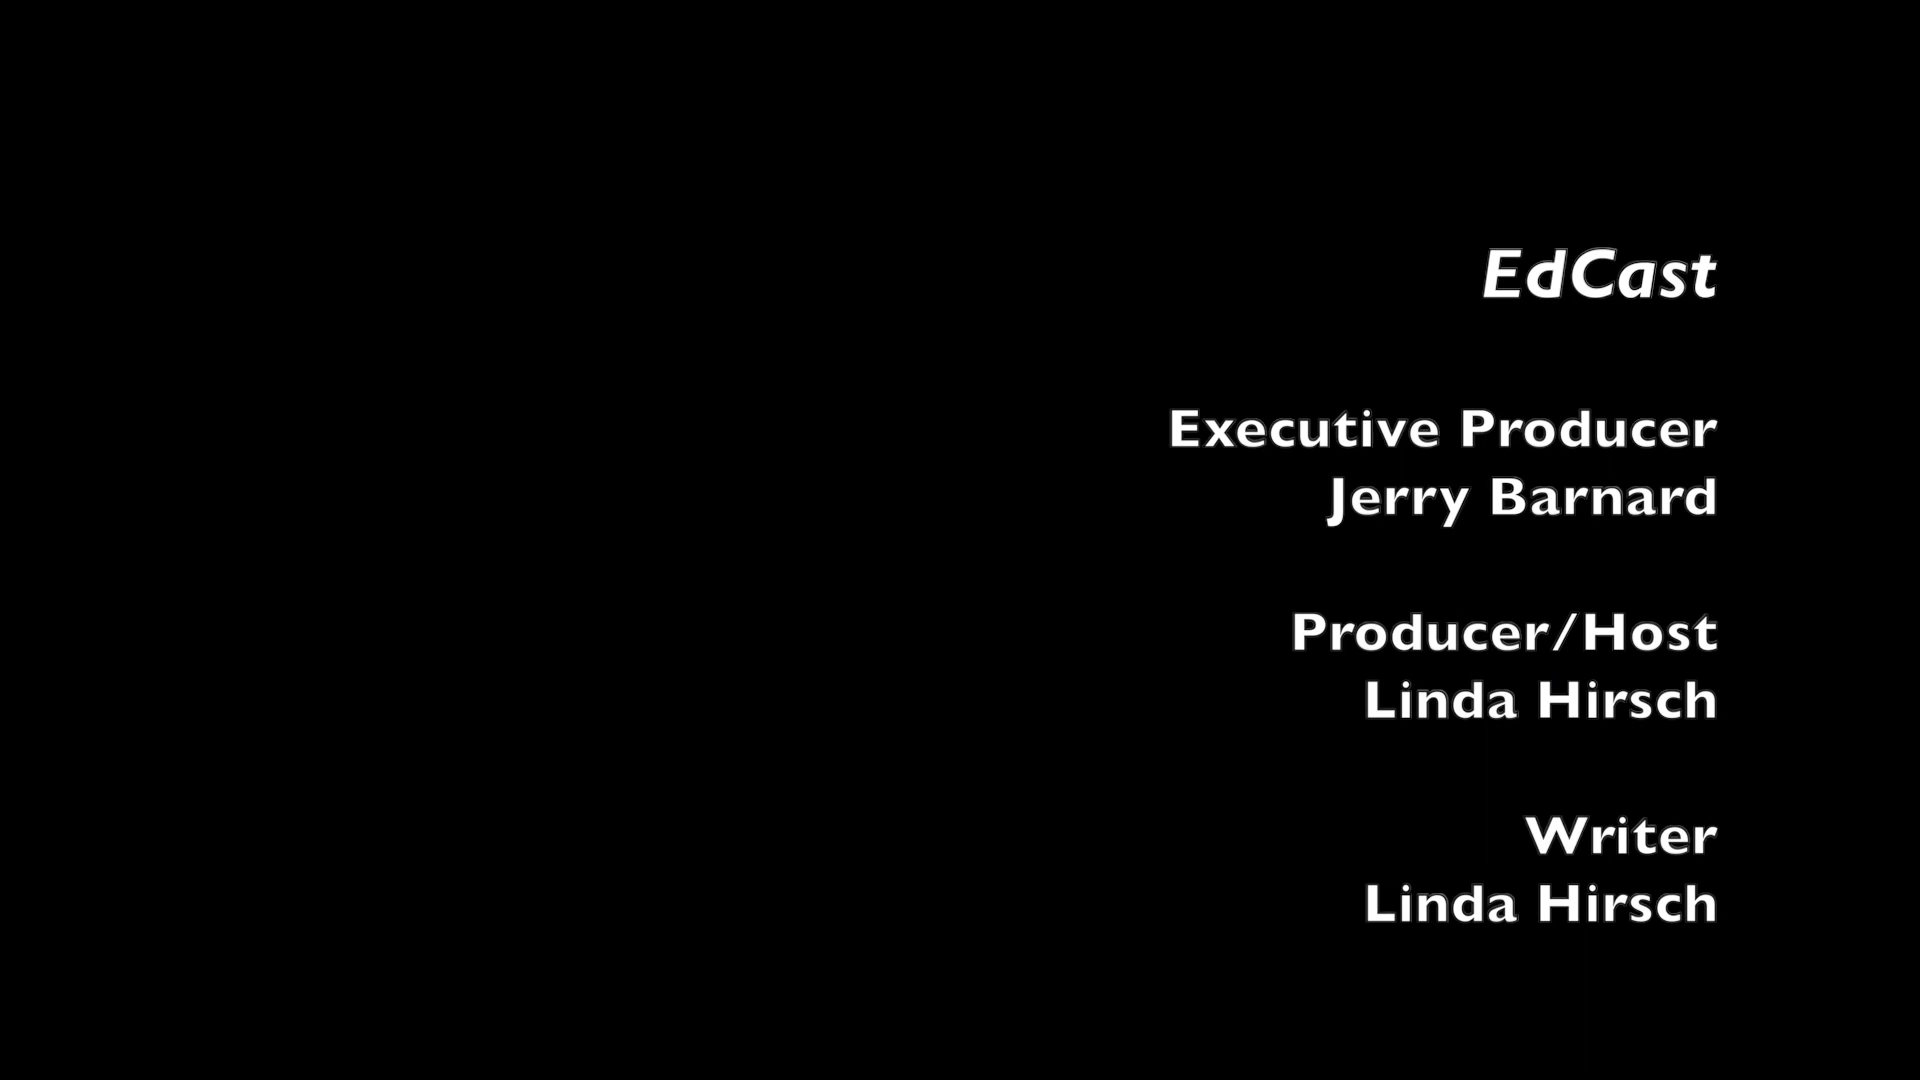 EdCast
Executive Producer
Jerry Barnard
Producer/Host
Linda Hirsch
Writer
Linda Hirsch